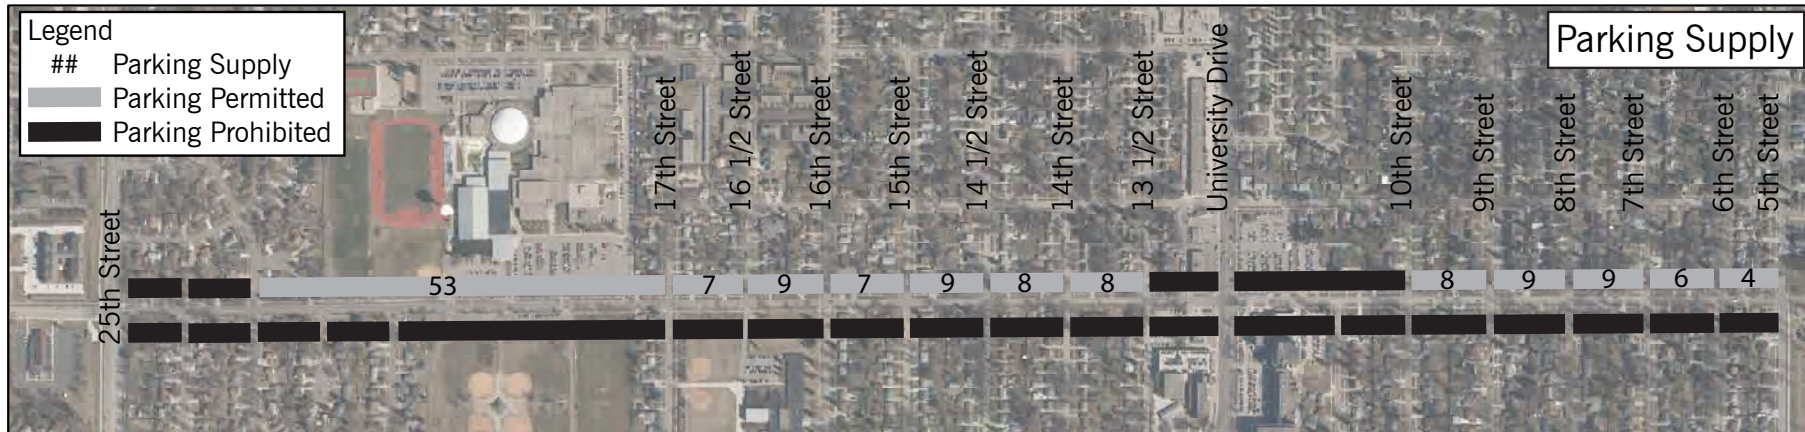 Legend
## Parking Supply
Parking Permitted
Parking Prohibited
Parking Supply
25th Street
17th Street
16 1/2 Street
16th Street
15th Street
14 1/2 Street
14th Street
13 1/2 Street
University Drive
10th Street
9th Street
8th Street
7th Street
6th Street
5th Street
53 7 9 7 9 8 8 8 9 9 6 4